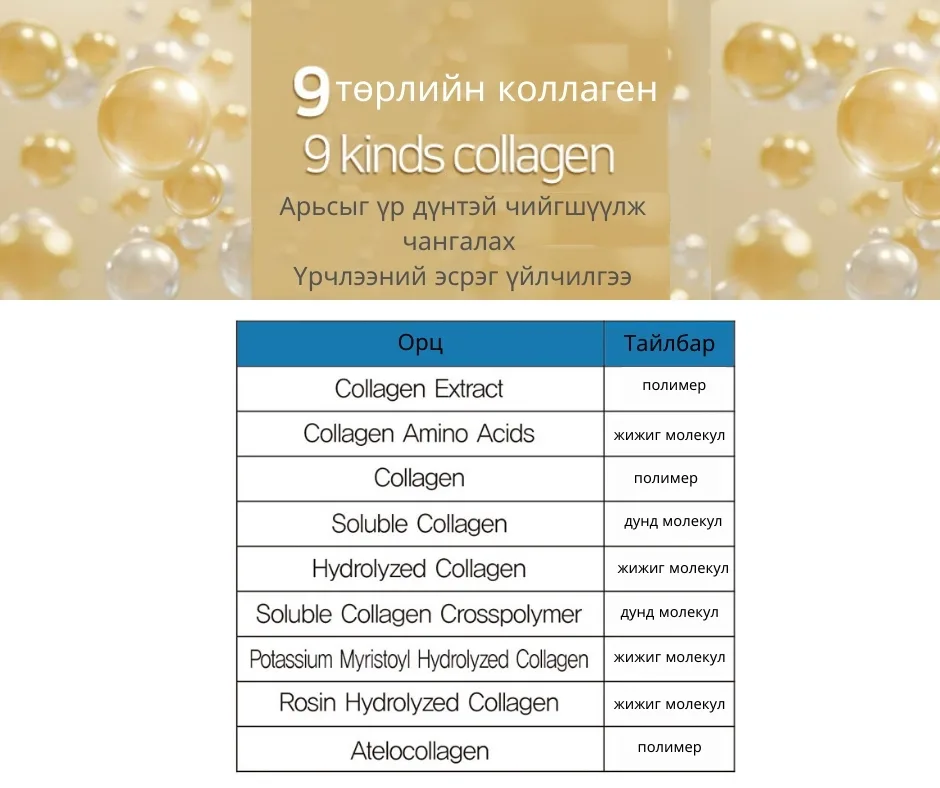 9 төрлийн коллаген
9 kinds collagen
Арьсыг үр дүнтэй чийгшүүлж
чангалах
Үрчлээний эсрэг үйлчилгээ
Орц Тайлбар
Collagen Extract полимер
Collagen Amino Acids жижиг молекул
Collagen полимер
Soluble Collagen дунд молекул
Hydrolyzed Collagen жижиг молекул
Soluble Collagen Crosspolymer дунд молекул
Potassium Myristoyl Hydrolyzed Collagen жижиг молекул
Rosin Hydrolyzed Collagen жижиг молекул
Atelocollagen полимер